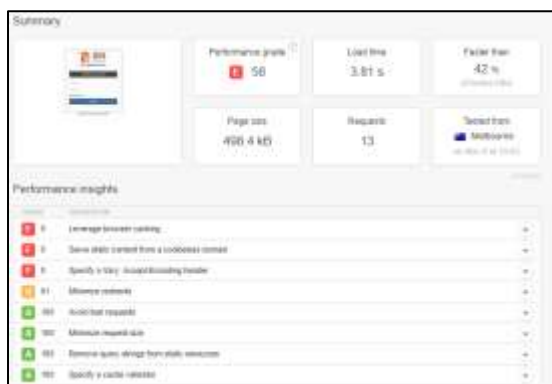 Summary
Performance grade
E 56
Load time
3.81 s
Faster than
42 %
Page size
498.4 kB
Requests
13
Tested from
Melbourne
Performance insights
F 0 Leverage browser caching
F 0 Serve static content from a cookieless domain
F 0 Specify a Vary: Accept-Encoding header
61 Minimize redirects
A 100 Avoid bad requests
A 100 Minimize request size
A 100 Remove query strings from static resources
A 100 Specify a cache validator